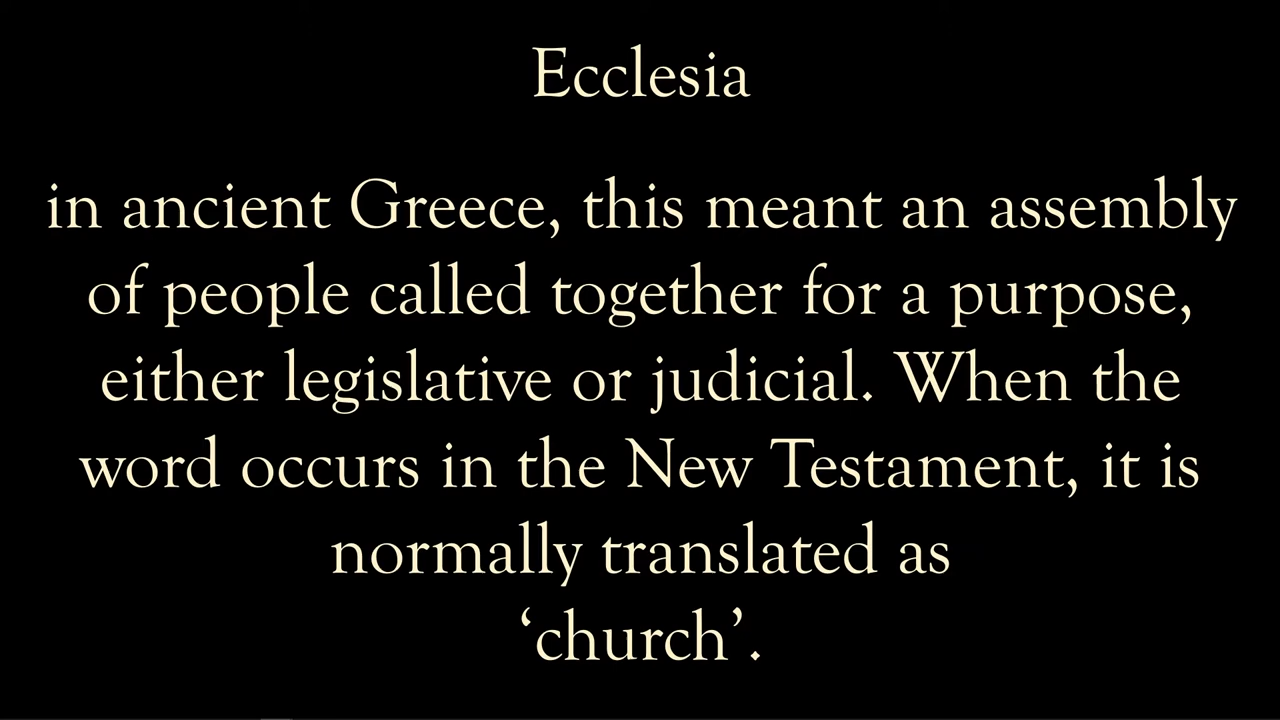 Ecclesia
in ancient Greece, this meant an assembly
of people called together for a purpose,
either legislative or judicial. When the
word occurs in the New Testament, it is
normally translated as
‘church’.